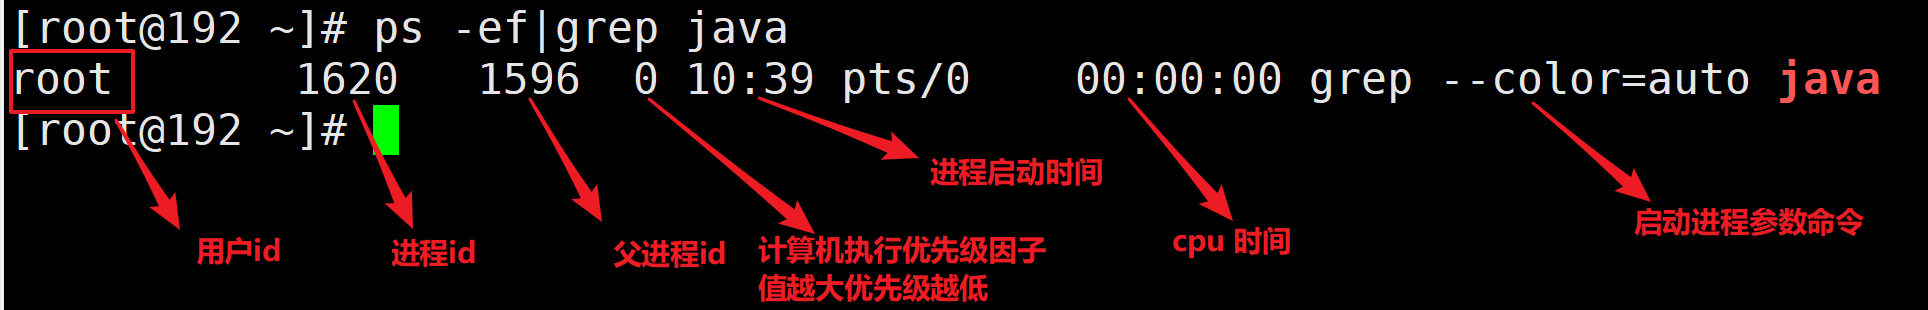 [root@192 ~]# ps -ef|grep java
root 1620 1596 0 10:39 pts/0 00:00:00 grep --color=auto java
[root@192 ~]#
进程启动时间
用户id
进程id
父进程id
计算机执行优先级因子
值越大优先级越低
cpu 时间
启动进程参数命令